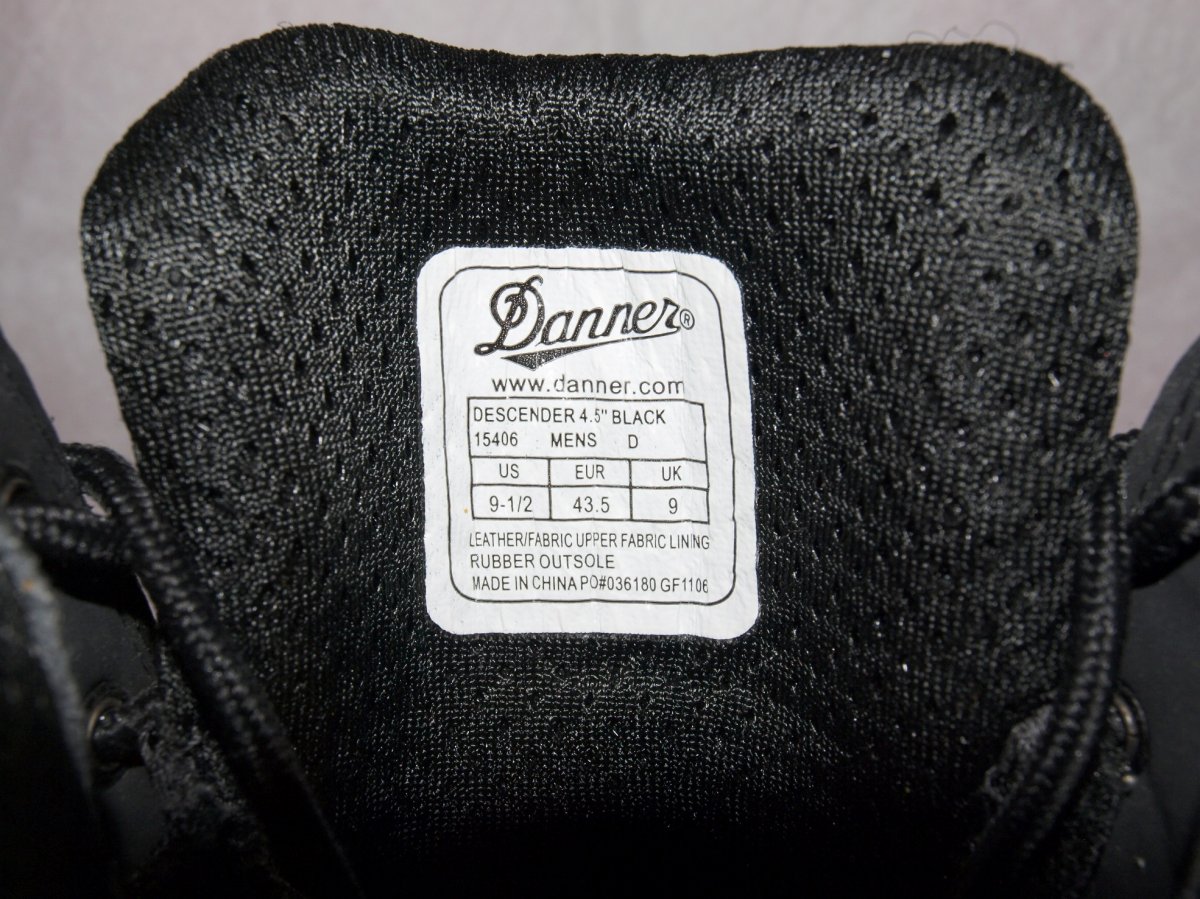 Danner®
www.danner.com
DESCENDER 4.5" BLACK
15406 MENS D
US EUR UK
9-1/2 43.5 9
LEATHER/FABRIC UPPER FABRIC LINING
RUBBER OUTSOLE
MADE IN CHINA PO#036180 GF1106